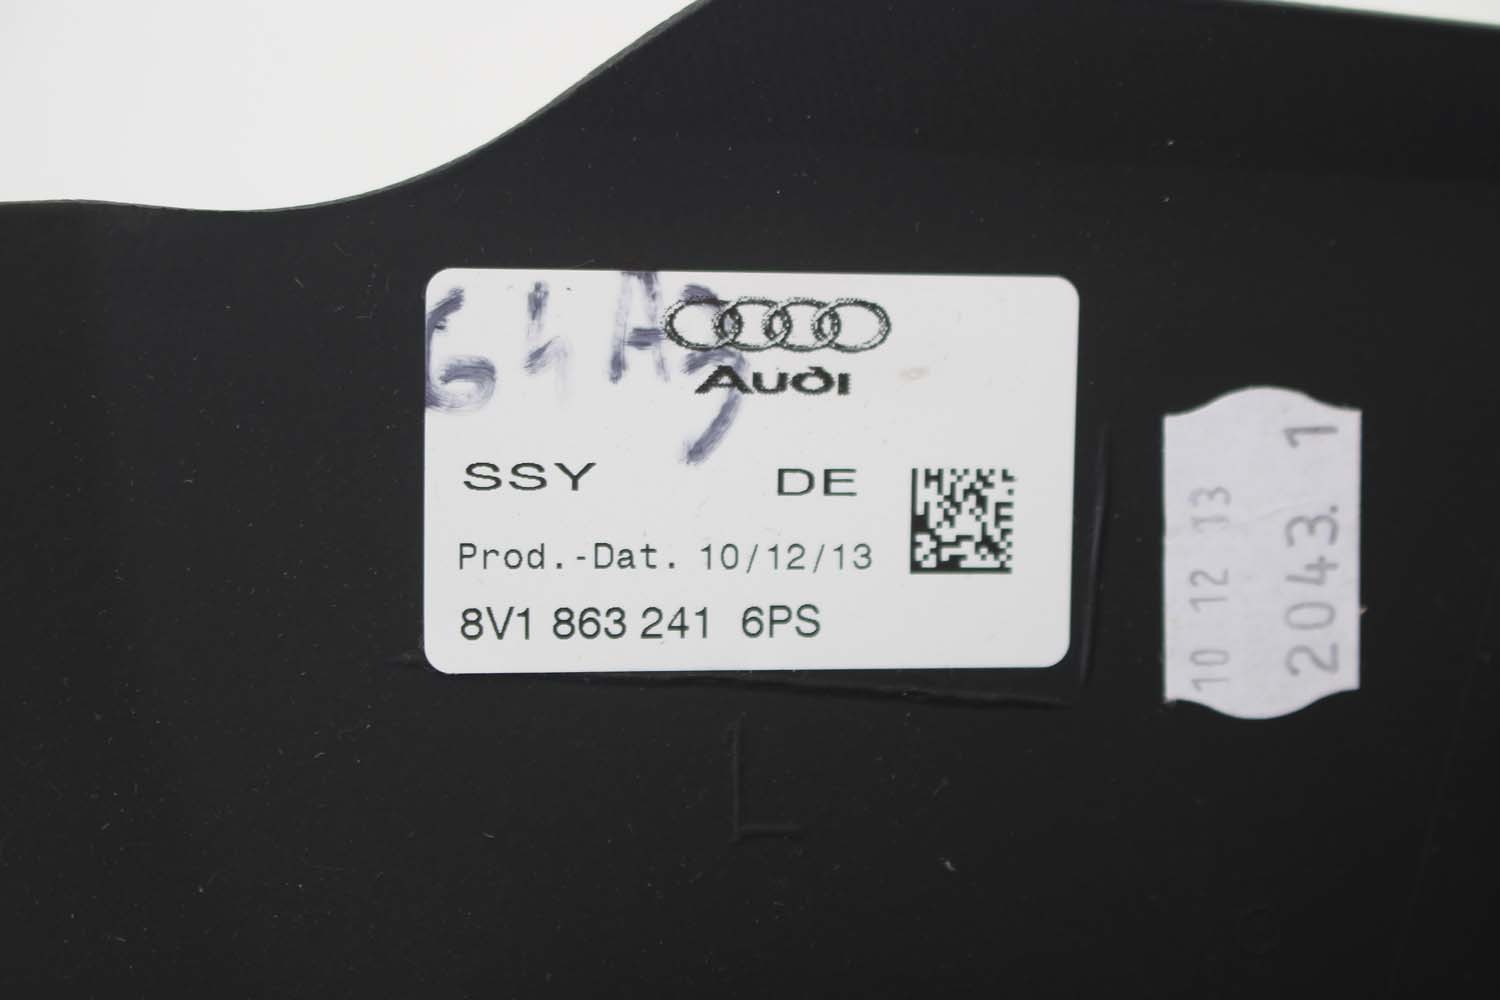 G4A3
Audi
SSY DE
Prod.-Dat. 10/12/13
8V1 863 241 6PS
10 12 13
2043. 1
L